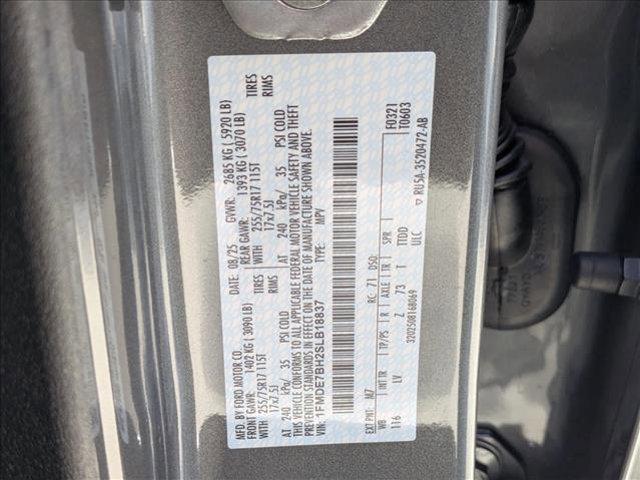 MFD. BY FORD MOTOR CO.
DATE: 08/25 GVWR: 2685 KG ( 5920 LB)
FRONT GAWR: 1402 KG (3090 LB) REAR GAWR: 1393 KG ( 3070 LB)
255/75R17 115T TIRES WITH 255/75R17 115T TIRES
17x7.5J RIMS 17x7.5J RIMS
AT 240 kPa/ 35 PSI COLD AT 240 kPa/ 35 PSI COLD
THIS VEHICLE CONFORMS TO ALL APPLICABLE FEDERAL MOTOR VEHICLE SAFETY AND THEFT
PREVENTION STANDARDS IN EFFECT ON THE DATE OF MANUFACTURE SHOWN ABOVE.
VIN: 1FMDE7BH2SLB18837 TYPE: MPV
EXT PNT: M7 RC: 71 DSO: F0321
WB INT TR TP/PS R AXLE TR SPR T0603
116 LV Z 73 T TTDD
ULC
3202508168069 RU5A-3520472-AB